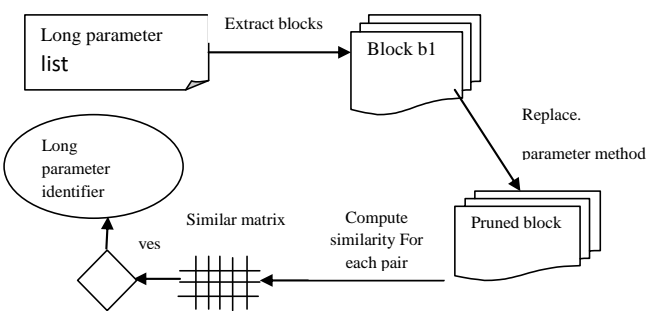 Long parameter
list
Extract blocks
Block b1
Replace.
parameter method
Pruned block
Compute
similarity For
each pair
Similar matrix
ves
Long
parameter
identifier